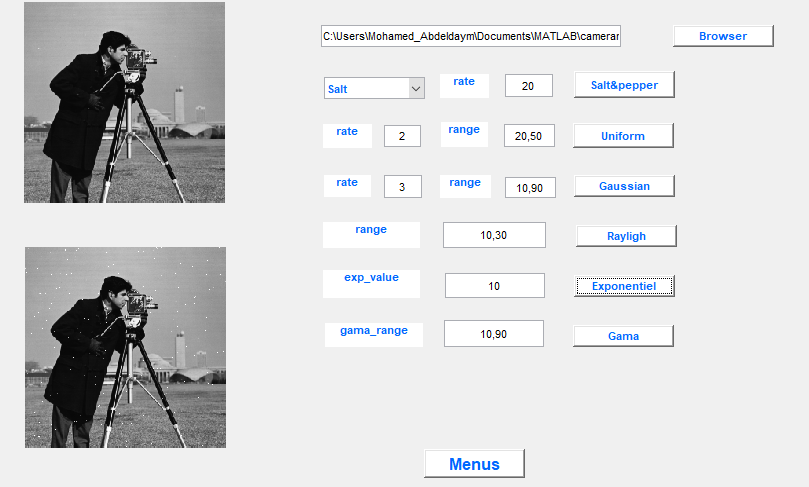 C:\Users\Mohamed_Abdeldaym\Documents\MATLAB\camerar Browser
Salt rate 20 Salt&pepper
rate 2 range 20,50 Uniform
rate 3 range 10,90 Gaussian
range 10,30 Rayligh
exp_value 10 Exponentiel
gama_range 10,90 Gama
Menus